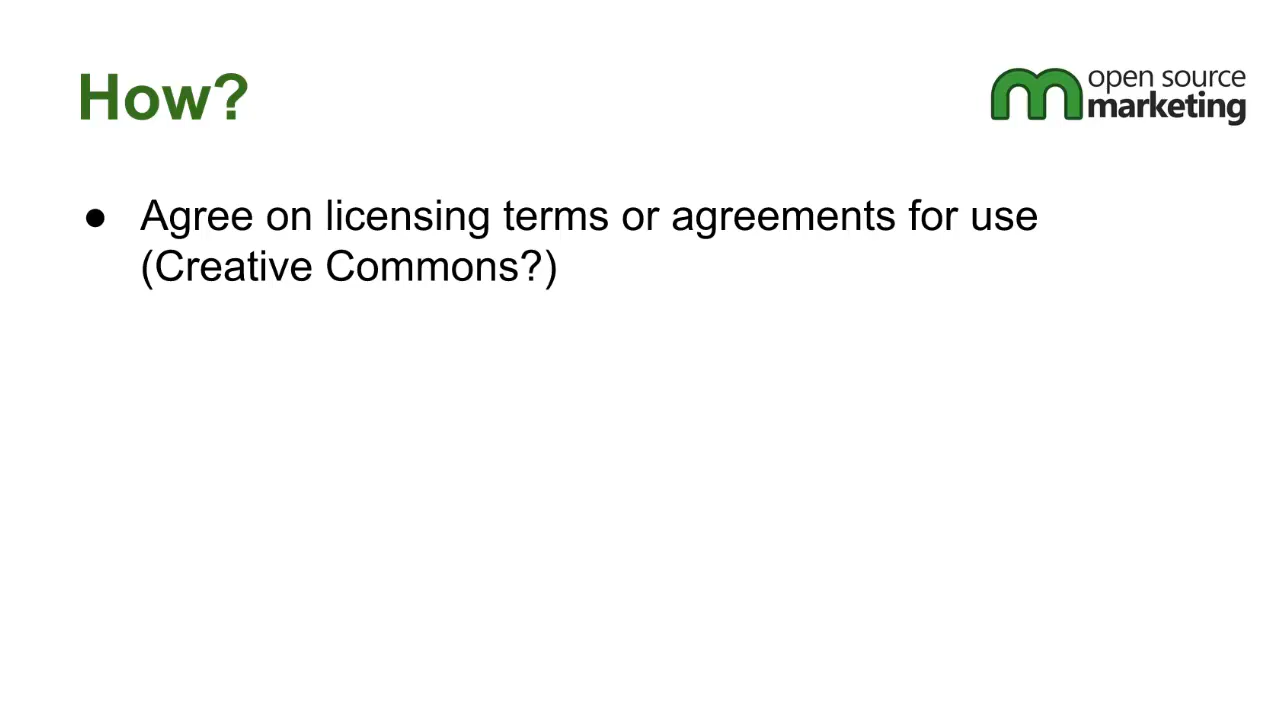 How?
open source
marketing
● Agree on licensing terms or agreements for use
(Creative Commons?)